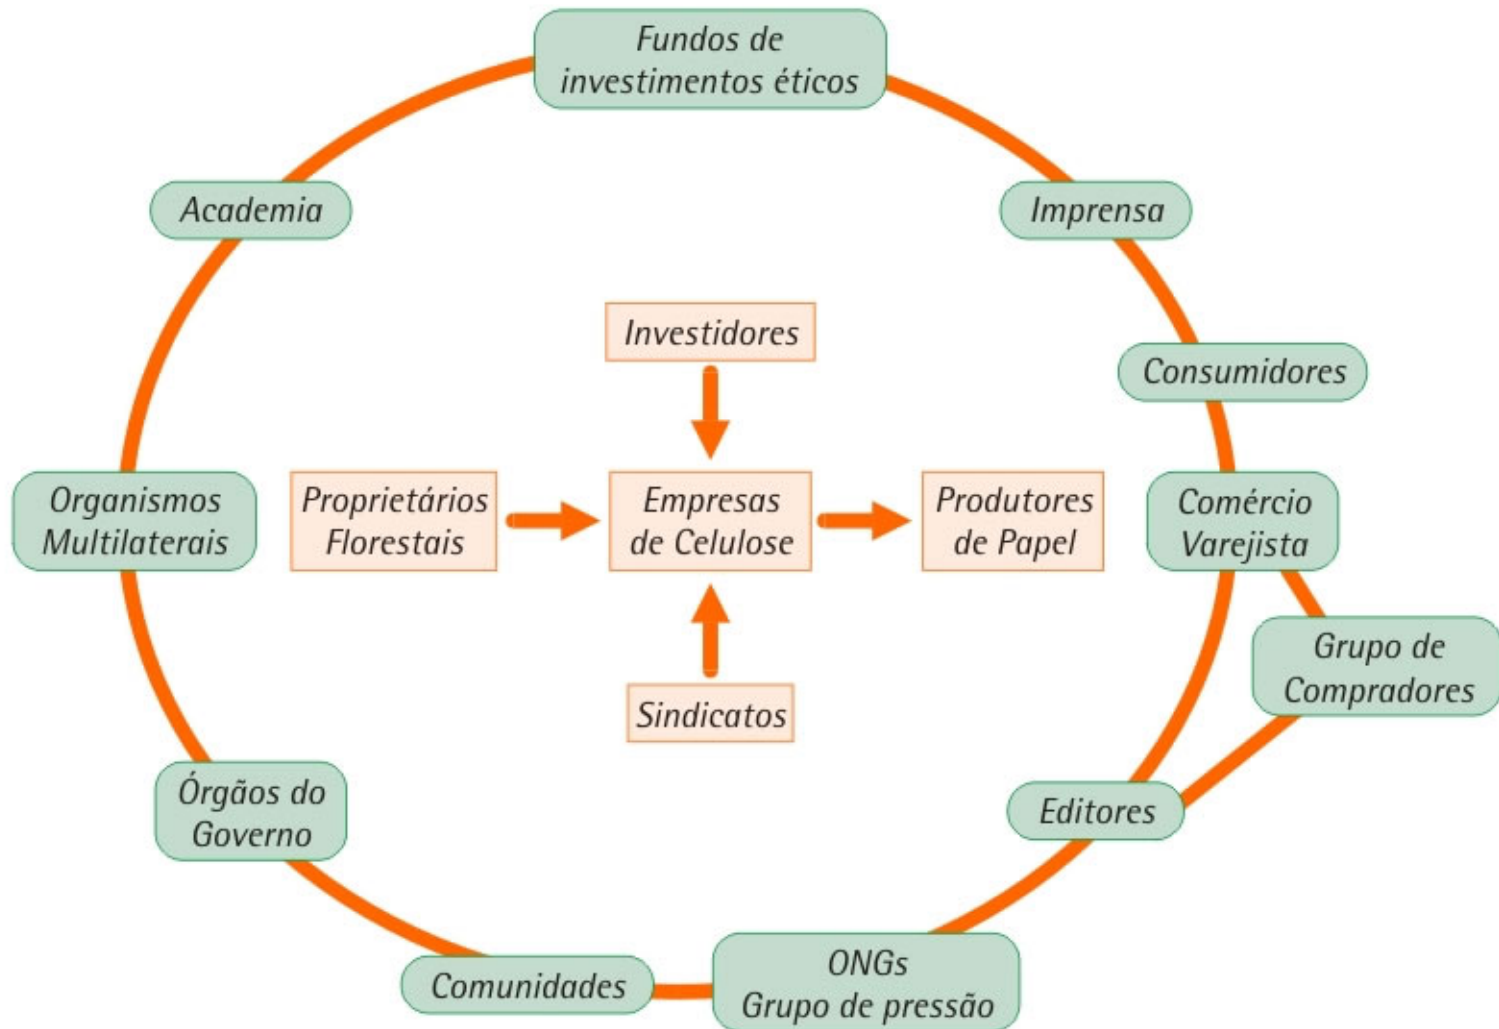 Fundos de
investimentos éticos
Academia
Imprensa
Investidores
Consumidores
Organismos
Multilaterais
Proprietários
Florestais
Empresas
de Celulose
Produtores
de Papel
Comércio
Varejista
Grupo de
Compradores
Sindicatos
Órgãos do
Governo
Editores
Comunidades
ONGs
Grupo de pressão